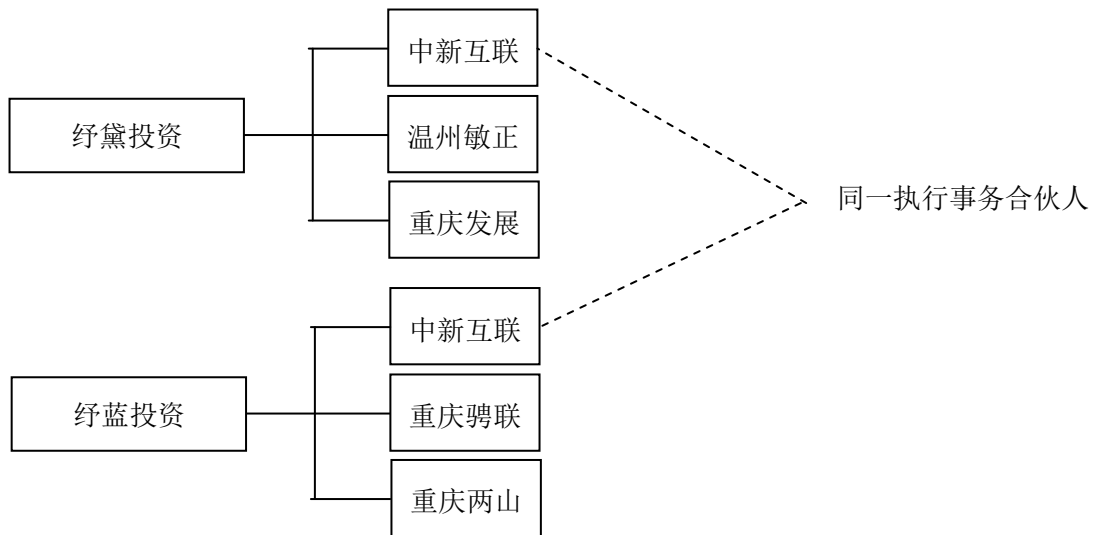 中新互联
纾黛投资
温州敏正
重庆发展
同一执行事务合伙人
中新互联
纾蓝投资
重庆骋联
重庆两山